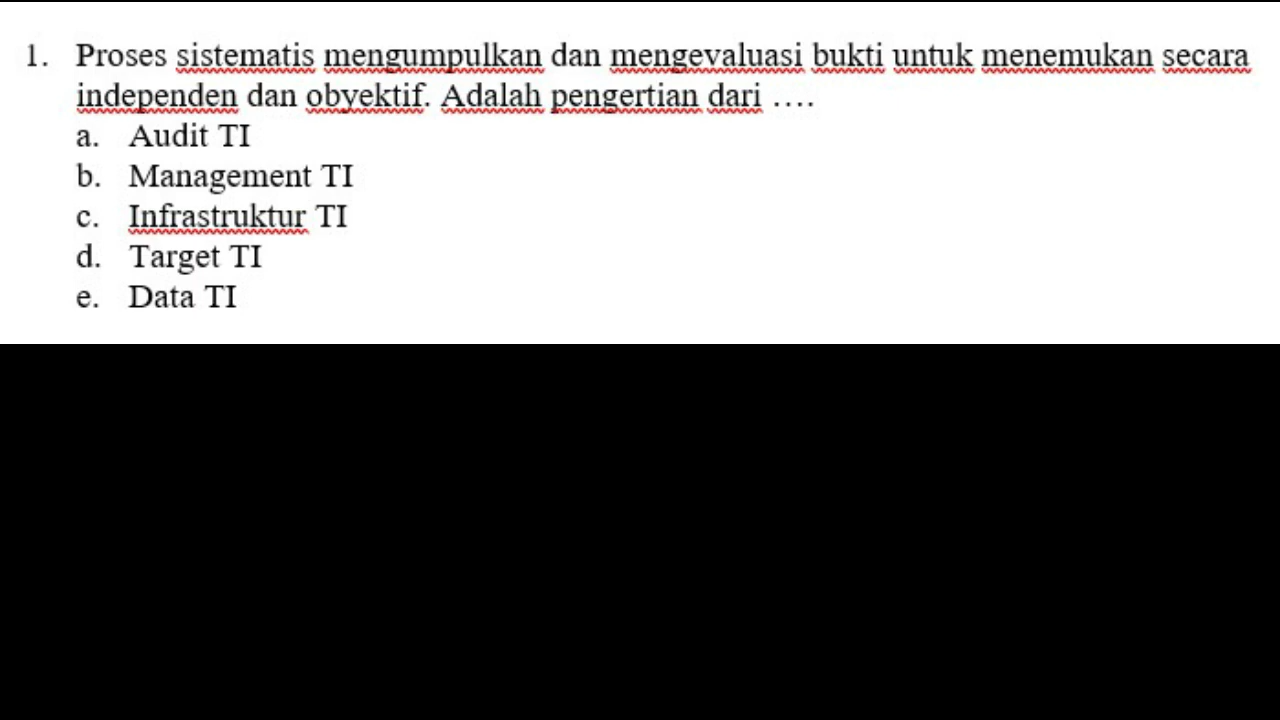 1. Proses sistematis mengumpulkan dan mengevaluasi bukti untuk menemukan secara
independen dan obyektif. Adalah pengertian dari ....
a. Audit TI
b. Management TI
c. Infrastruktur TI
d. Target TI
e. Data TI